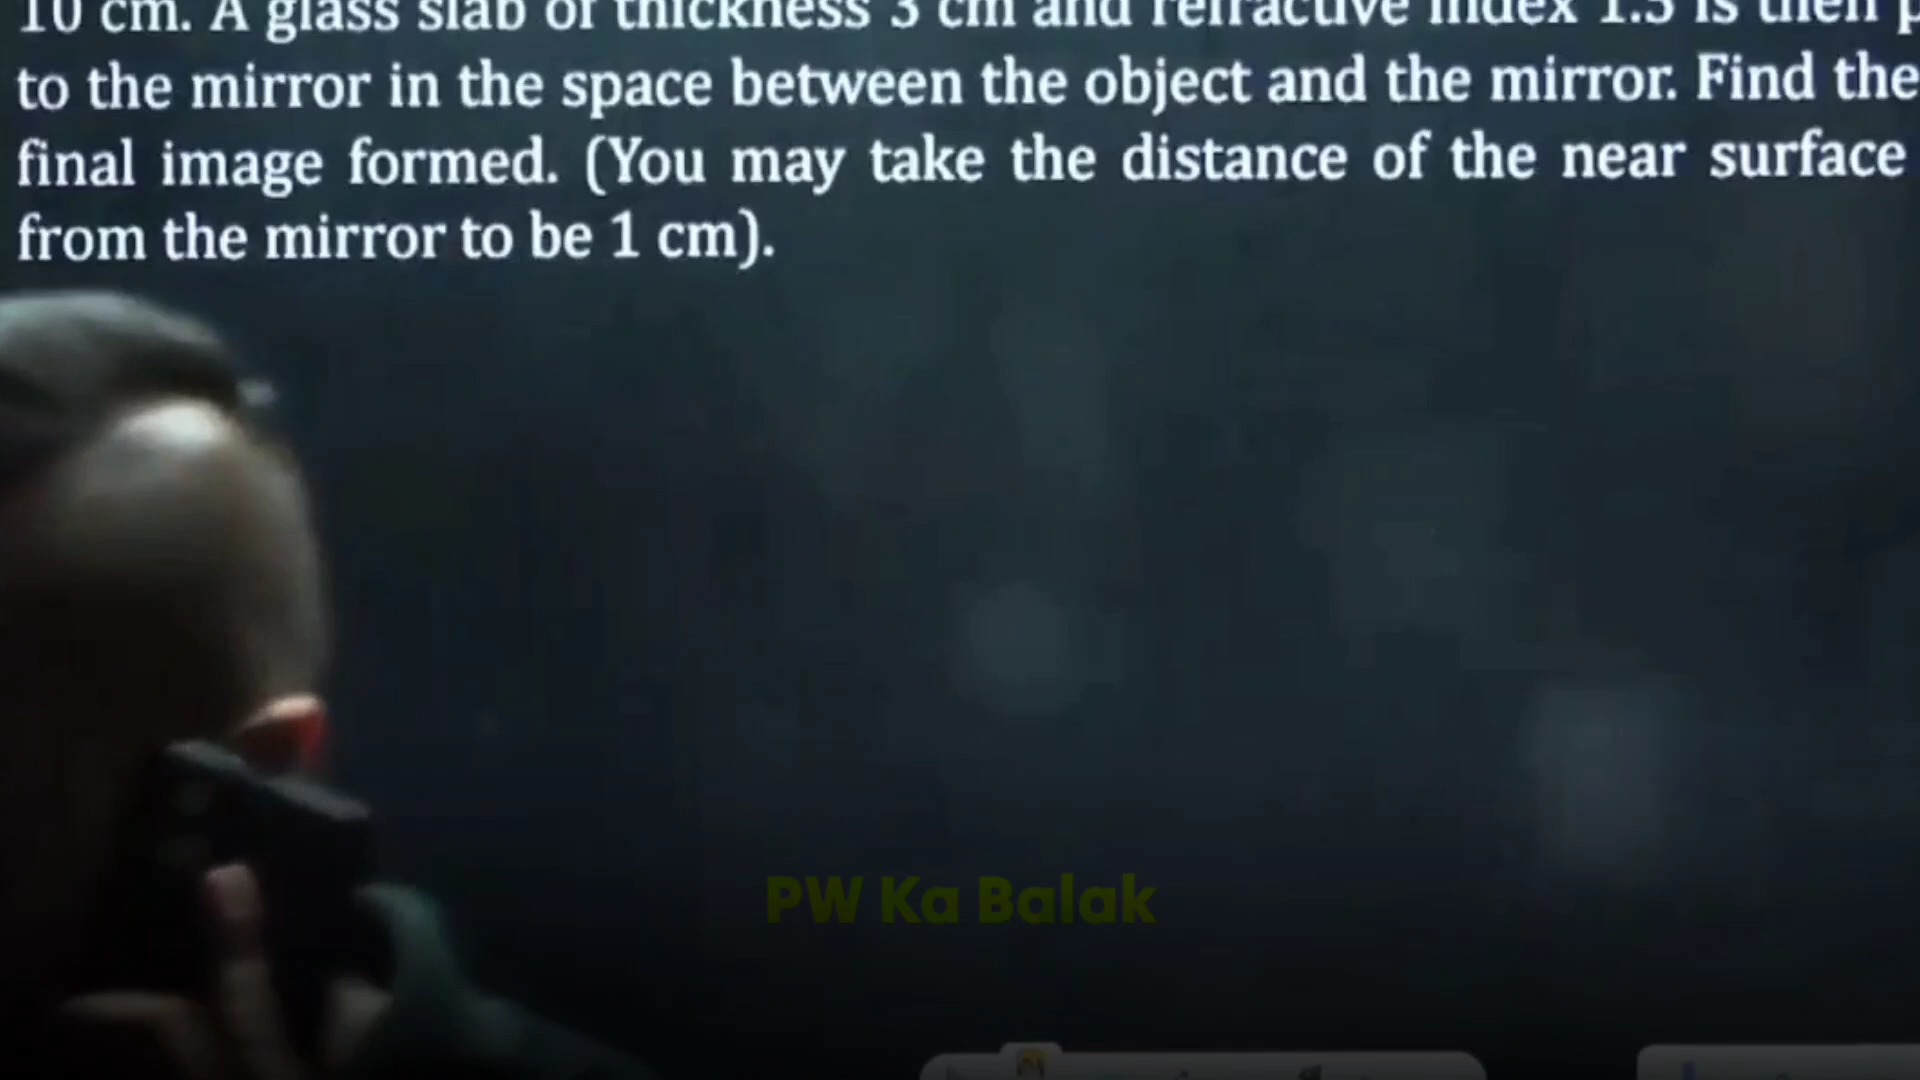 10 cm. A glass slab of thickness 3 cm and refractive index 1.5 is then
to the mirror in the space between the object and the mirror. Find the
final image formed. (You may take the distance of the near surface
from the mirror to be 1 cm).
PW Ka Balak